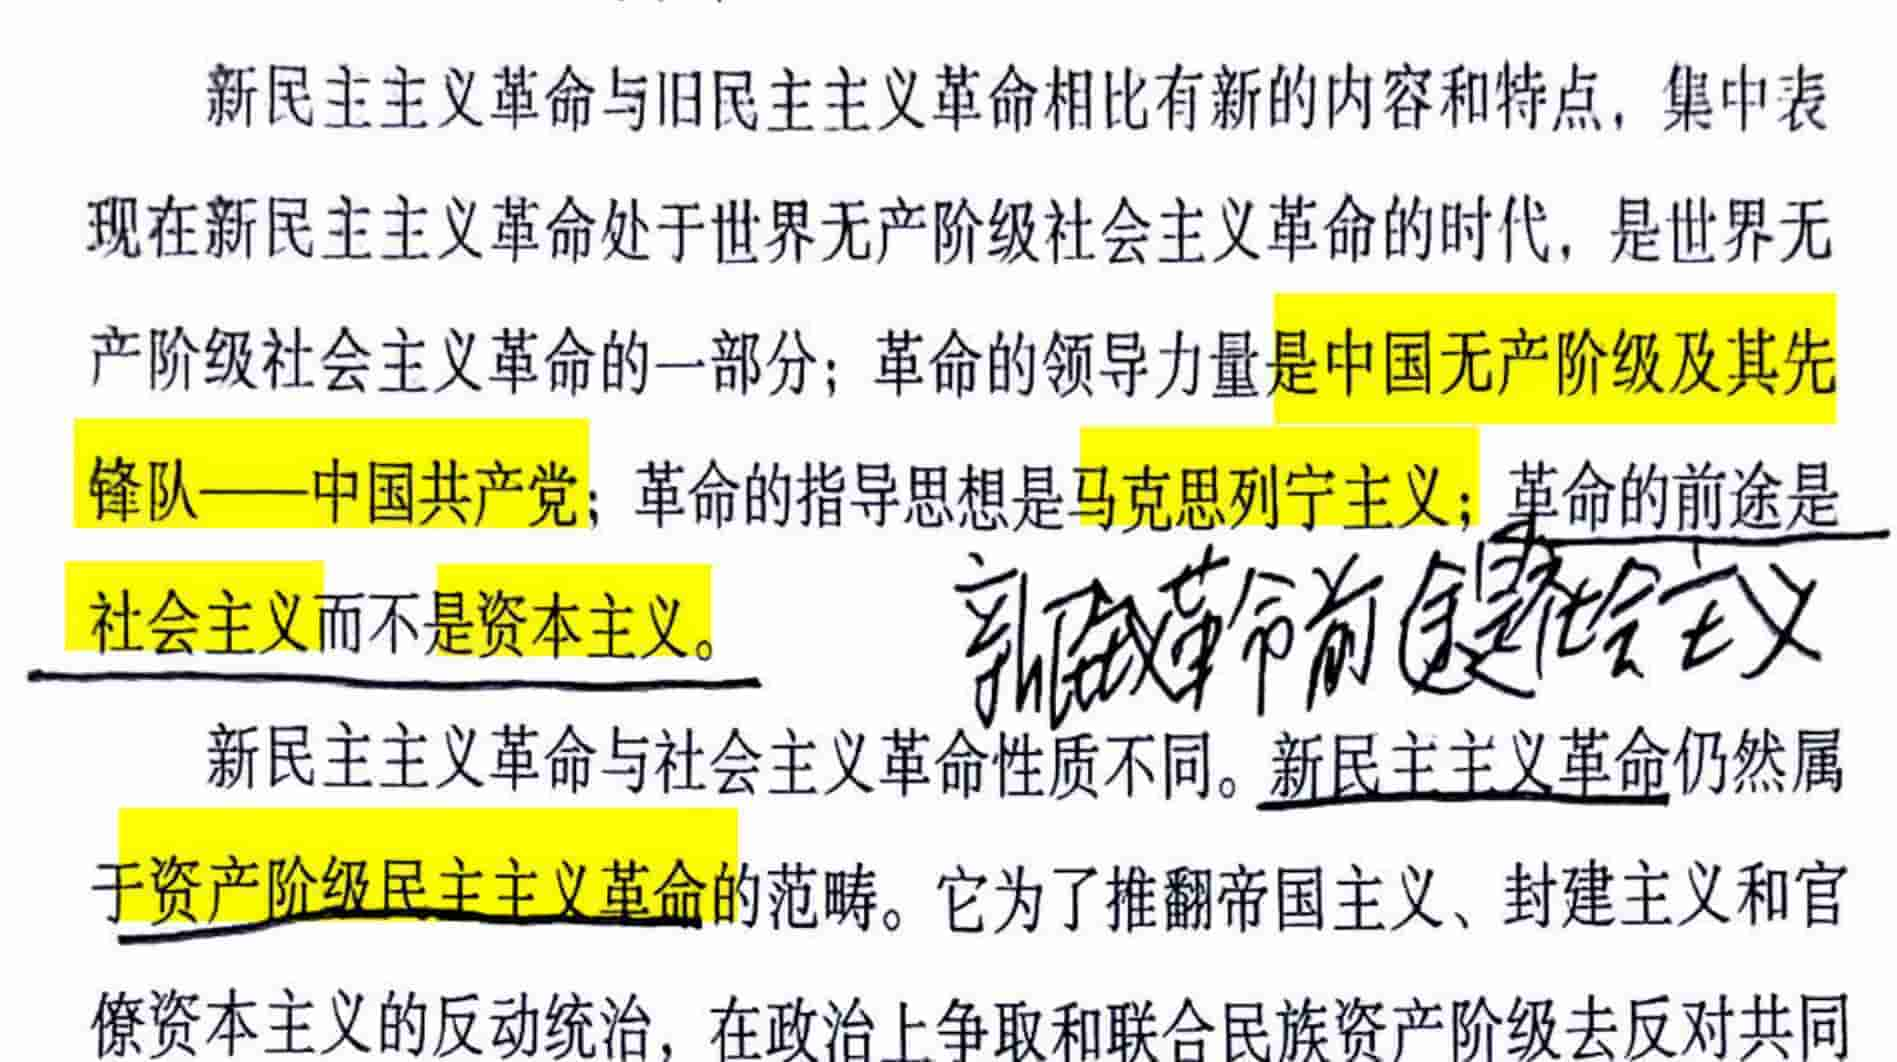 新民主主义革命与旧民主主义革命相比有新的内容和特点，集中表
现在新民主主义革命处于世界无产阶级社会主义革命的时代，是世界无
产阶级社会主义革命的一部分；革命的领导力量是中国无产阶级及其先
锋队——中国共产党；革命的指导思想是马克思列宁主义；革命的前途是
社会主义而不是资本主义。
革命前途是社会主义
新民主主义革命与社会主义革命性质不同。新民主主义革命仍然属
于资产阶级民主主义革命的范畴。它为了推翻帝国主义、封建主义和官
僚资本主义的反动统治，在政治上争取和联合民族资产阶级去反对共同